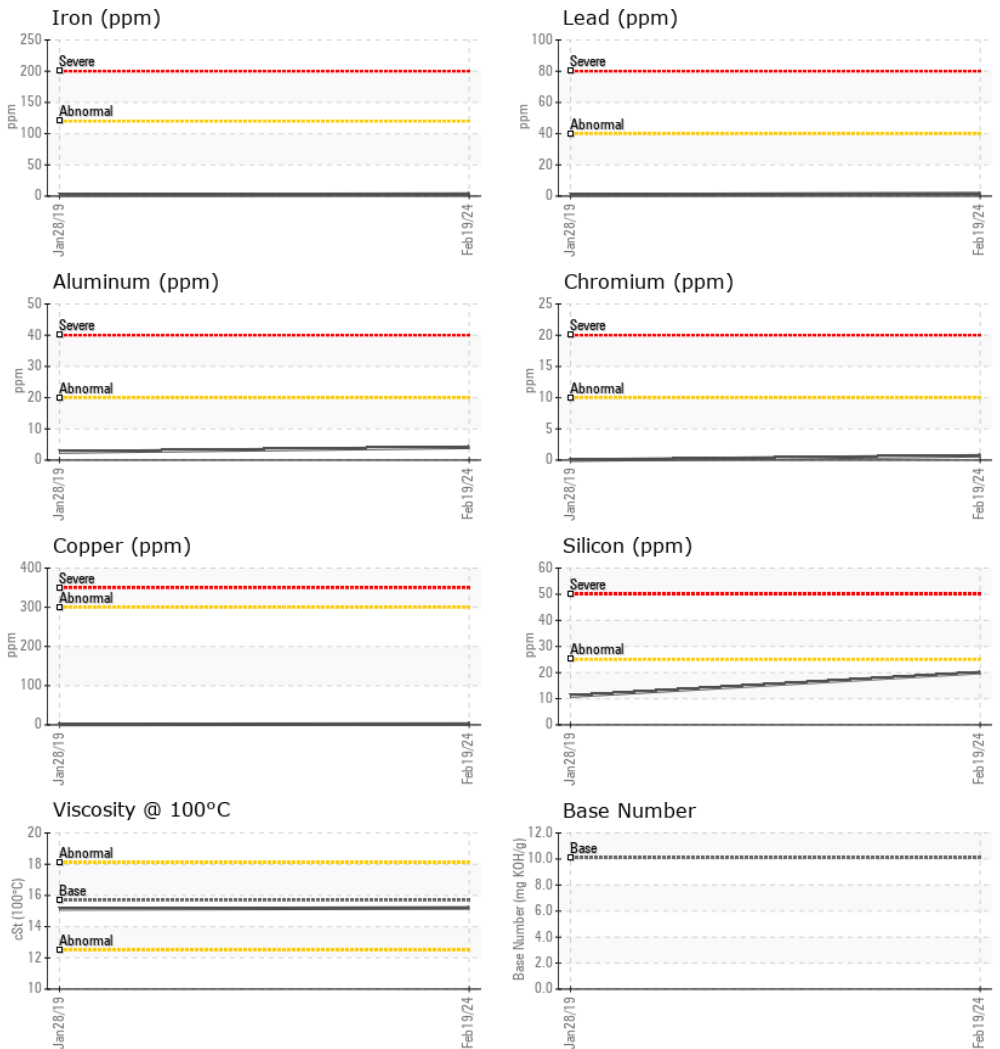 Iron (ppm)
250
200
150
100
50
0
ppm
Severe
Abnormal
Jan28/19
Feb19/24
Lead (ppm)
100
80
60
40
20
0
ppm
Severe
Abnormal
Jan28/19
Feb19/24
Aluminum (ppm)
50
40
30
20
10
0
ppm
Severe
Abnormal
Jan28/19
Feb19/24
Chromium (ppm)
25
20
15
10
5
0
ppm
Severe
Abnormal
Jan28/19
Feb19/24
Copper (ppm)
400
300
200
100
0
ppm
Severe
Abnormal
Jan28/19
Feb19/24
Silicon (ppm)
60
50
40
30
20
10
0
ppm
Severe
Abnormal
Jan28/19
Feb19/24
Viscosity @ 100°C
20
18
16
14
12
10
cSt (100°C)
Abnormal
Base
Abnormal
Jan28/19
Feb19/24
Base Number
12.0
10.0
8.0
6.0
4.0
2.0
0.0
Base Number (mg KOH/g)
Base
Jan28/19
Feb19/24